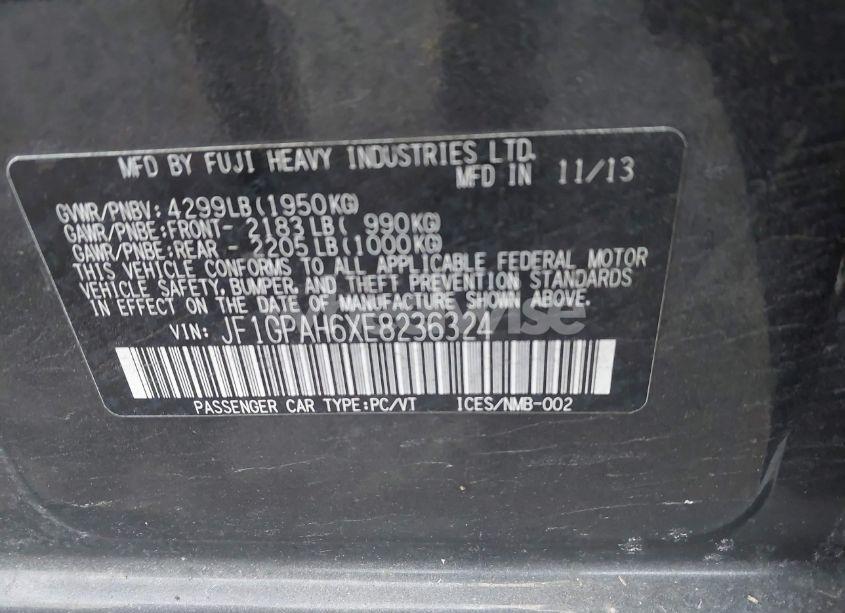 MFD BY FUJI HEAVY INDUSTRIES LTD.
MFD IN 11/13
GVWR/PNBV: 4299LB(1950KG)
GAWR/PNBE:FRONT- 2183LB( 990KG)
GAWR/PNBE:REAR - 2205LB(1000KG)
THIS VEHICLE CONFORMS TO ALL APPLICABLE FEDERAL MOTOR
VEHICLE SAFETY, BUMPER, AND THEFT PREVENTION STANDARDS
IN EFFECT ON THE DATE OF MANUFACTURE SHOWN ABOVE.
VIN: JF1GPAH6XE8236324
PASSENGER CAR TYPE:PC/VT ICES/NMB-002